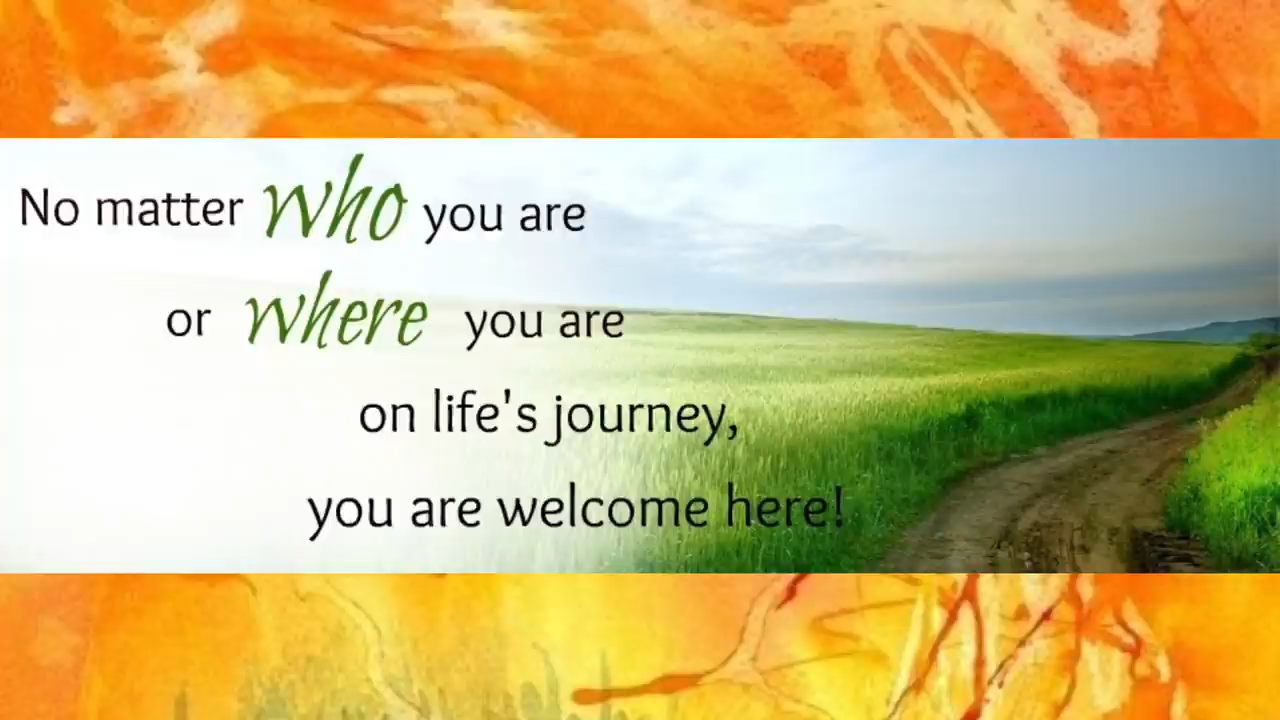 No matter who you are
or where you are
on life's journey,
you are welcome here!